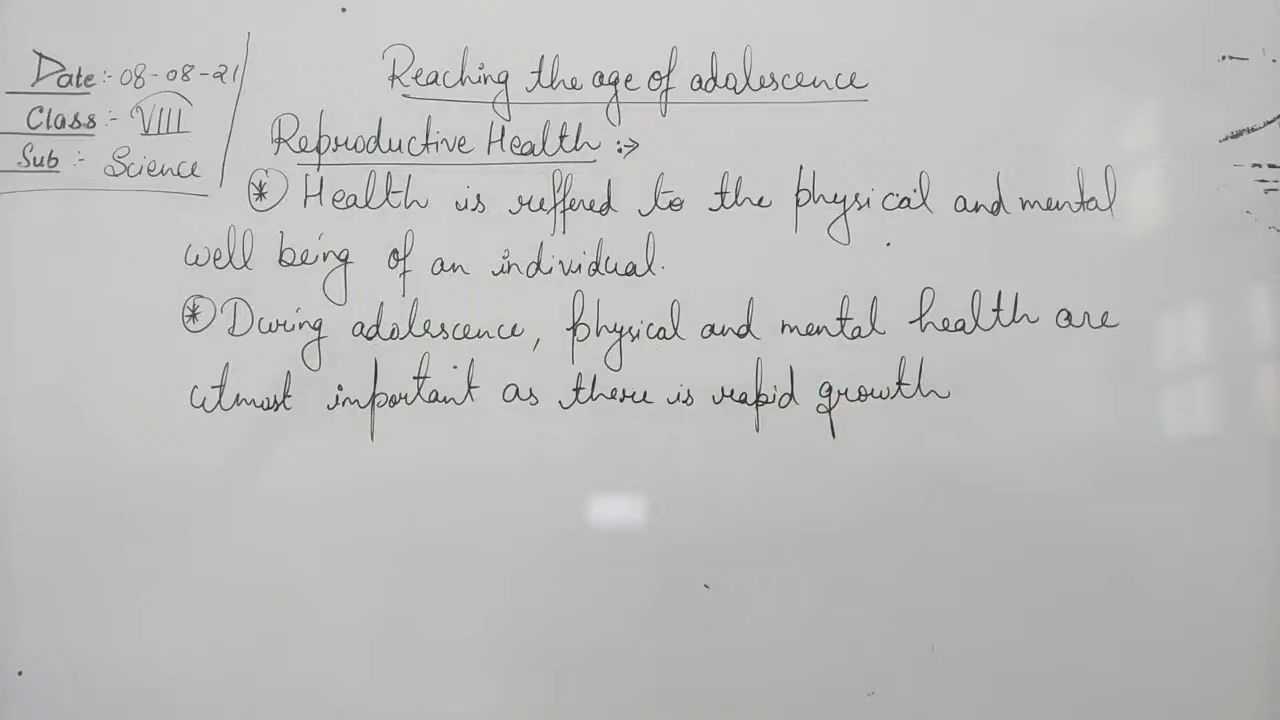 Date :- 08-08-21
Class :- VIII
Sub :- Science
Reaching the age of adolescence
Reproductive Health :->
* Health is reffered to the physical and mental
well being of an individual.
* During adolescence, physical and mental health are
utmost important as there is rapid growth